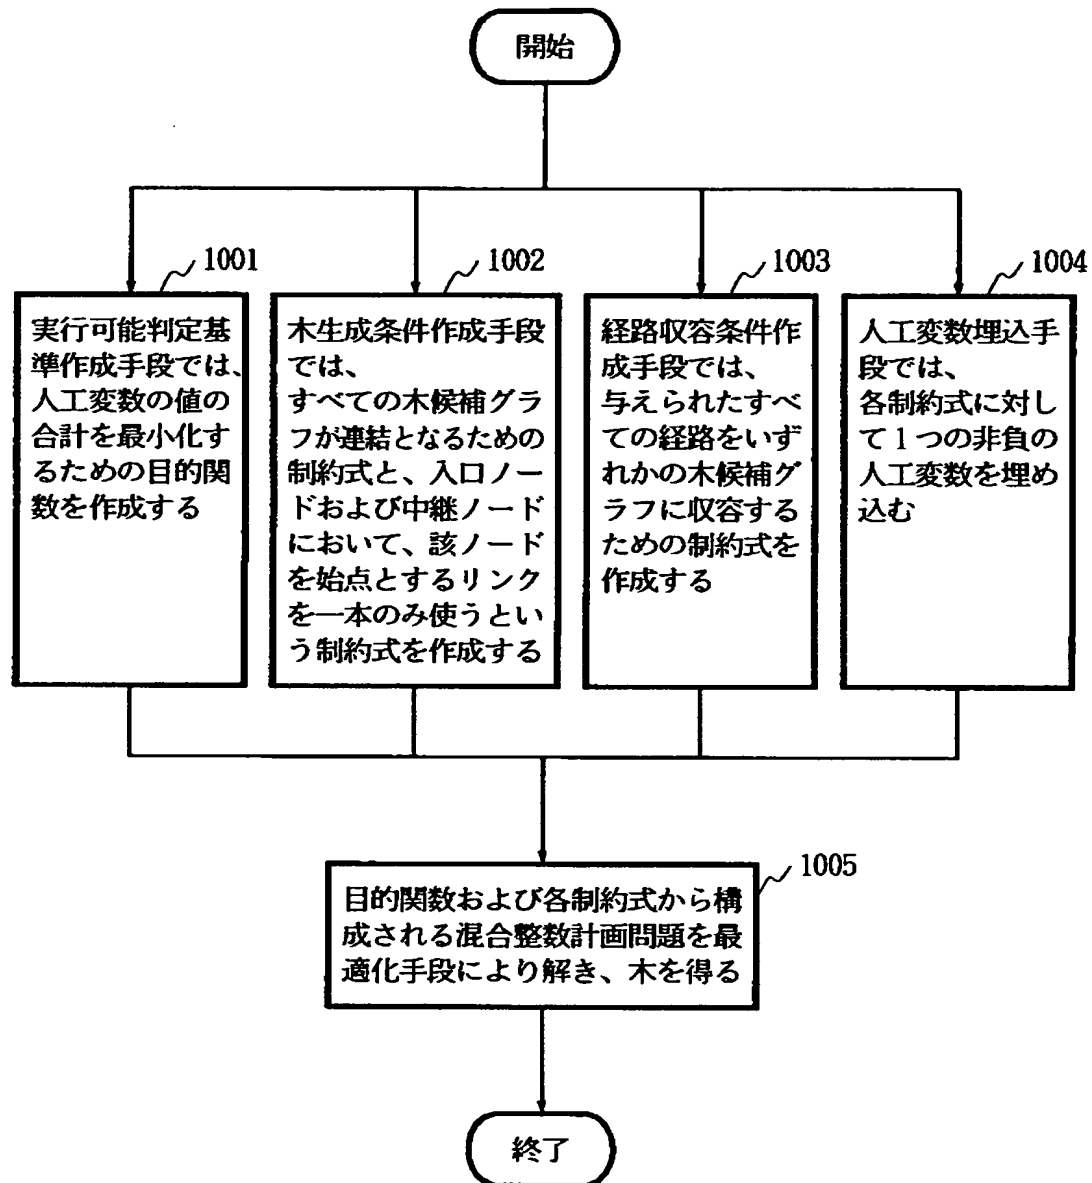 開始
1001
実行可能判定基
準作成手段では、
人工変数の値の
合計を最小化す
るための目的関
数を作成する
1002
木生成条件作成手段
では、
すべての木候補グラ
フが連結となるための
制約式と、入口ノー
ドおよび中継ノード
において、該ノード
を始点とするリンク
を一本のみ使うとい
う制約式を作成する
1003
経路収容条件作
成手段では、
与えられたすべ
ての経路をいず
れかの木候補グ
ラフに収容する
ための制約式を
作成する
1004
人工変数埋込手
段では、
各制約式に対し
て1つの非負の
人工変数を埋め
込む
1005
目的関数および各制約式から構
成される混合整数計画問題を最
適化手段により解き、木を得る
終了